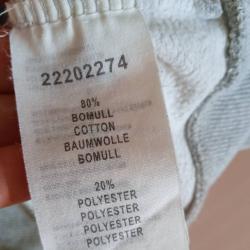 22202274
80%
BOMULL
COTTON
BAUMWOLLE
BOMULL
20%
POLYESTER
POLYESTER
POLYESTER
POLYESTER